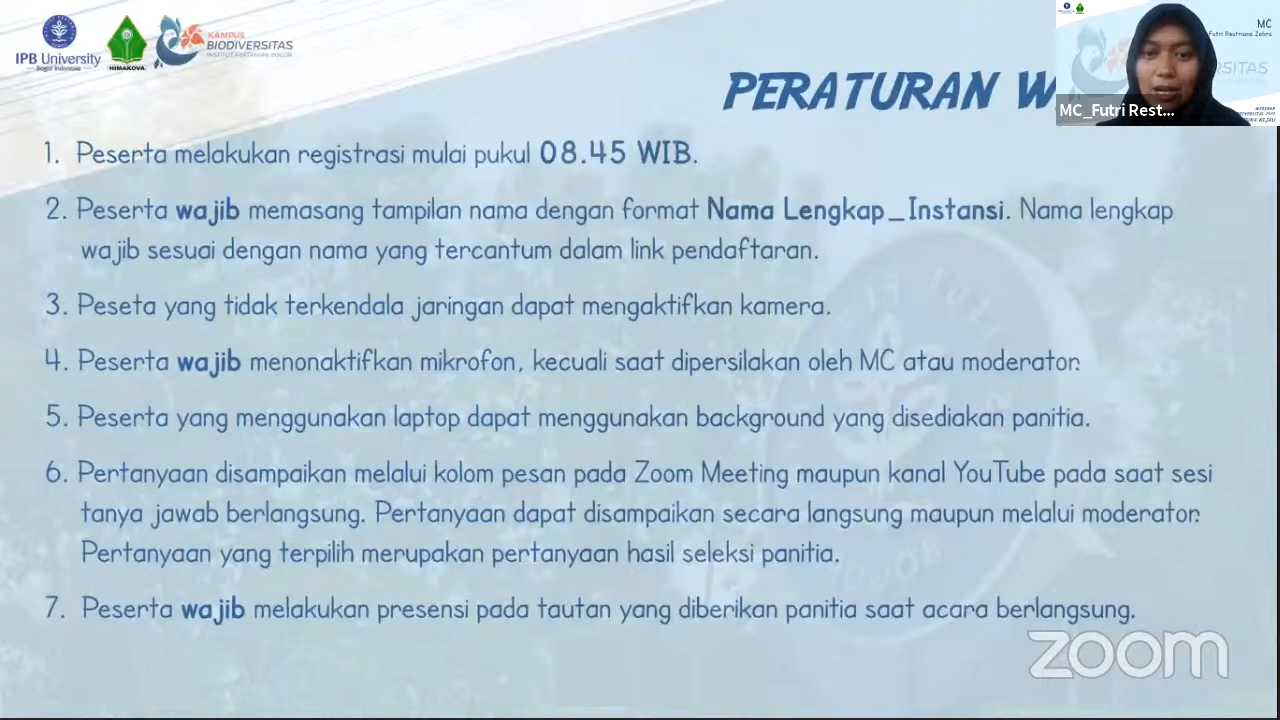 IPB University
Bogor Indonesia
HIMAKOVA
KAMPUS
BIODIVERSITAS
INSTITUT PERTANIAN BOGOR
MC
Futri Restriana Zahra
MC_Futri Rest...
PERATURAN
1. Peserta melakukan registrasi mulai pukul 08.45 WIB.
2. Peserta wajib memasang tampilan nama dengan format Nama Lengkap_Instansi. Nama lengkap
wajib sesuai dengan nama yang tercantum dalam link pendaftaran.
3. Peseta yang tidak terkendala jaringan dapat mengaktifkan kamera.
4. Peserta wajib menonaktifkan mikrofon, kecuali saat dipersilakan oleh MC atau moderator.
5. Peserta yang menggunakan laptop dapat menggunakan background yang disediakan panitia.
6. Pertanyaan disampaikan melalui kolom pesan pada Zoom Meeting maupun kanal YouTube pada saat sesi
tanya jawab berlangsung. Pertanyaan dapat disampaikan secara langsung maupun melalui moderator.
Pertanyaan yang terpilih merupakan pertanyaan hasil seleksi panitia.
7. Peserta wajib melakukan presensi pada tautan yang diberikan panitia saat acara berlangsung.
zoom